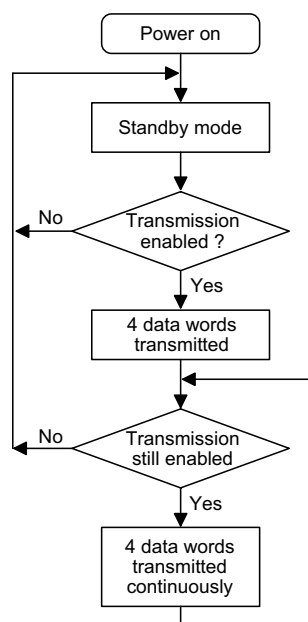 Power on
Standby mode
Transmission
enabled ?
No
Yes
4 data words
transmitted
Transmission
still enabled
No
Yes
4 data words
transmitted
continuously